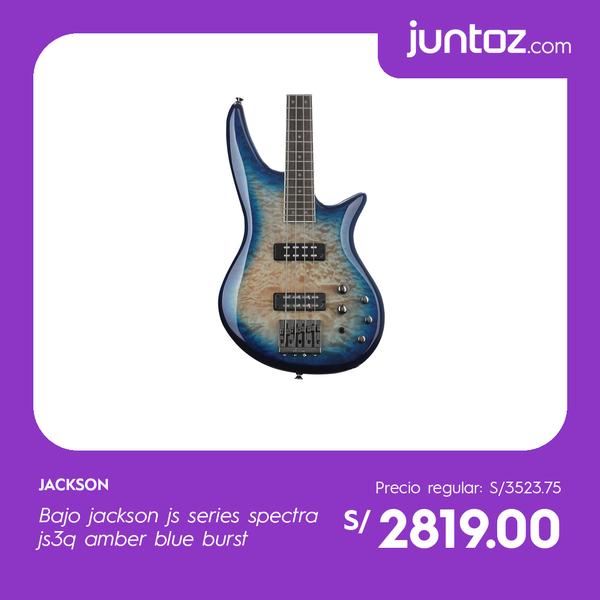 juntoz.com
JACKSON
Precio regular: S/3523.75
Bajo jackson js series spectra
js3q amber blue burst
S/ 2819.00